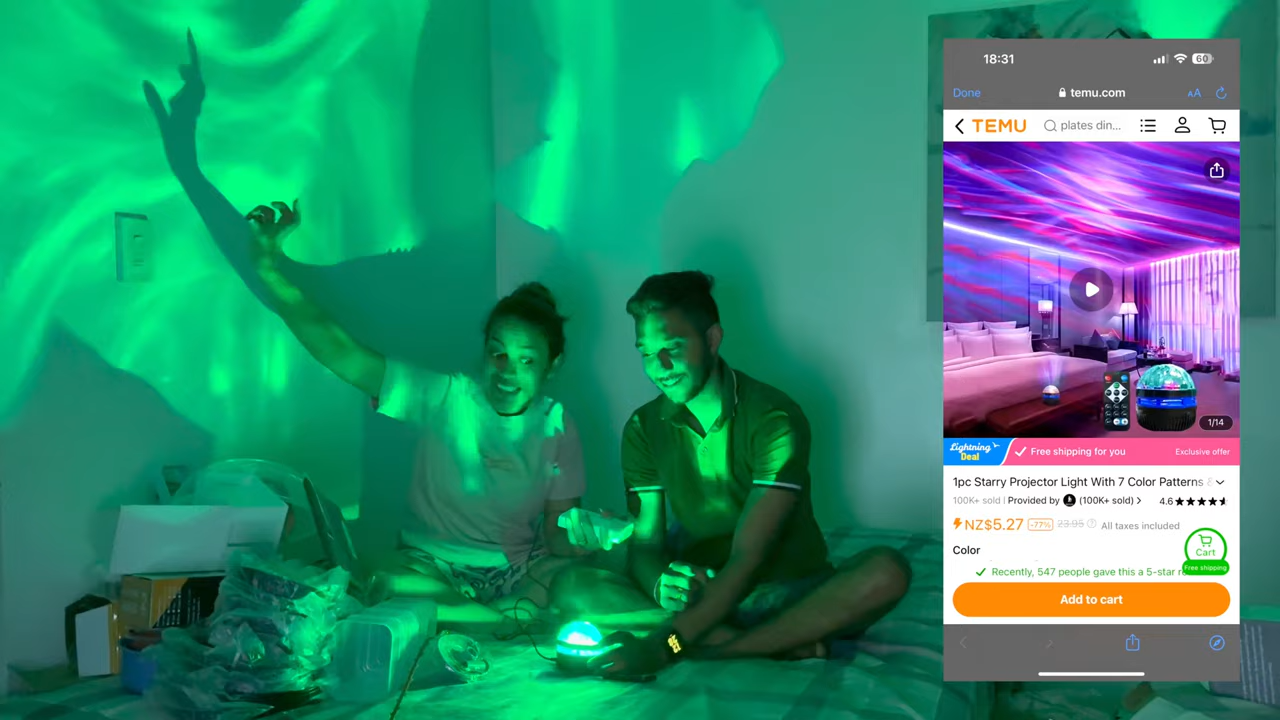 18:31
60
Done
temu.com
AA
TEMU
plates din...
1/14
Lightning Deal
Free shipping for you
Exclusive offer
1pc Starry Projector Light With 7 Color Patterns &
100K+ sold | Provided by (100K+ sold) >
4.6
NZ$5.27 -77% 23.95 All taxes included
Color
Cart
Free shipping
Recently, 547 people gave this a 5-star re
Add to cart